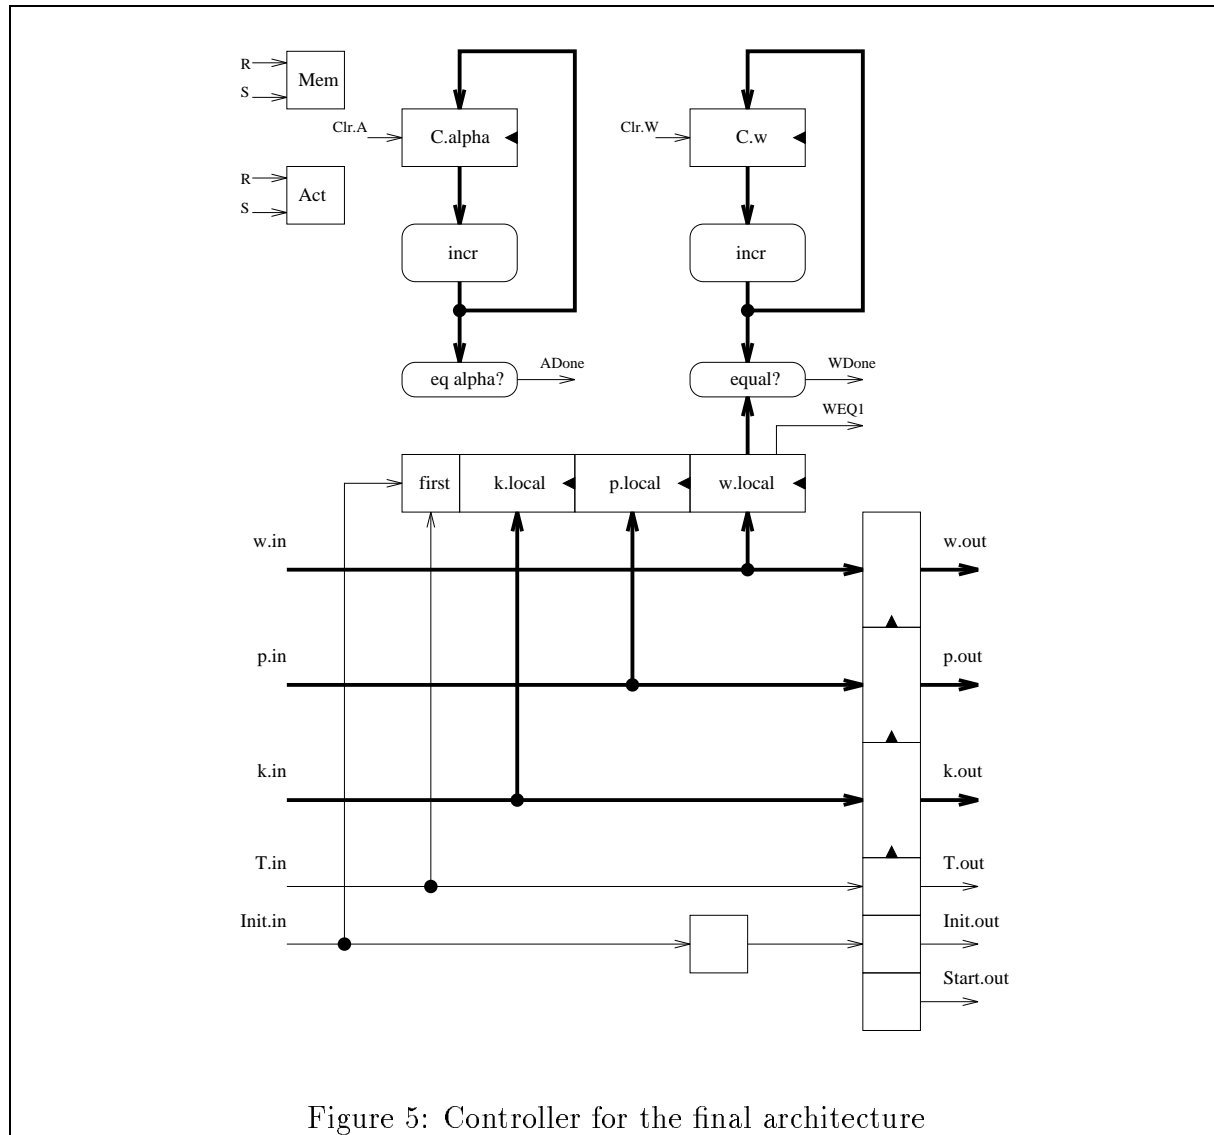 R
Mem
S
Clr.A
C.alpha
Clr.W
C.w
R
Act
S
incr
incr
eq alpha?
ADone
equal?
WDone
WEQ1
first
k.local
p.local
w.local
w.in
w.out
p.in
p.out
k.in
k.out
T.in
T.out
Init.in
Init.out
Start.out
Figure 5: Controller for the final architecture